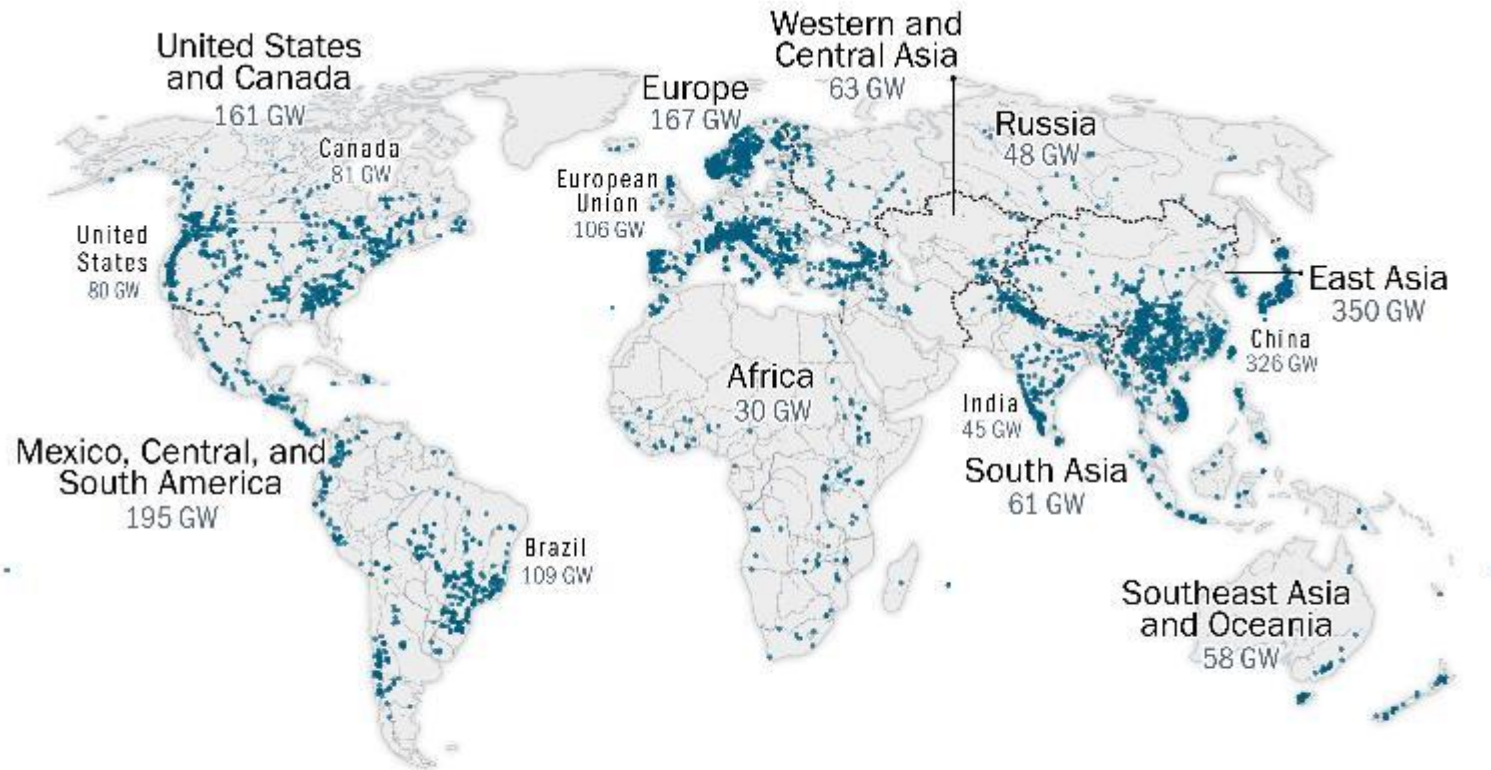 United States
and Canada
161 GW
Canada
81 GW
United
States
80 GW
Mexico, Central, and
South America
195 GW
Brazil
109 GW
Europe
167 GW
European
Union
106 GW
Western and
Central Asia
63 GW
Russia
48 GW
Africa
30 GW
East Asia
350 GW
China
326 GW
India
45 GW
South Asia
61 GW
Southeast Asia
and Oceania
58 GW